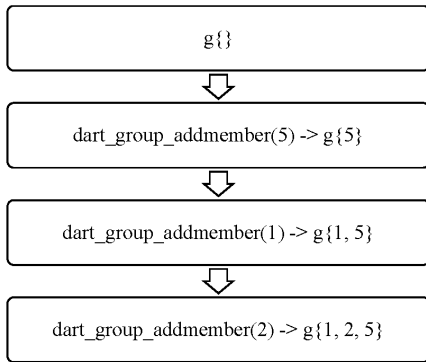 g{}
dart_group_addmember(5) -> g{5}
dart_group_addmember(1) -> g{1, 5}
dart_group_addmember(2) -> g{1, 2, 5}